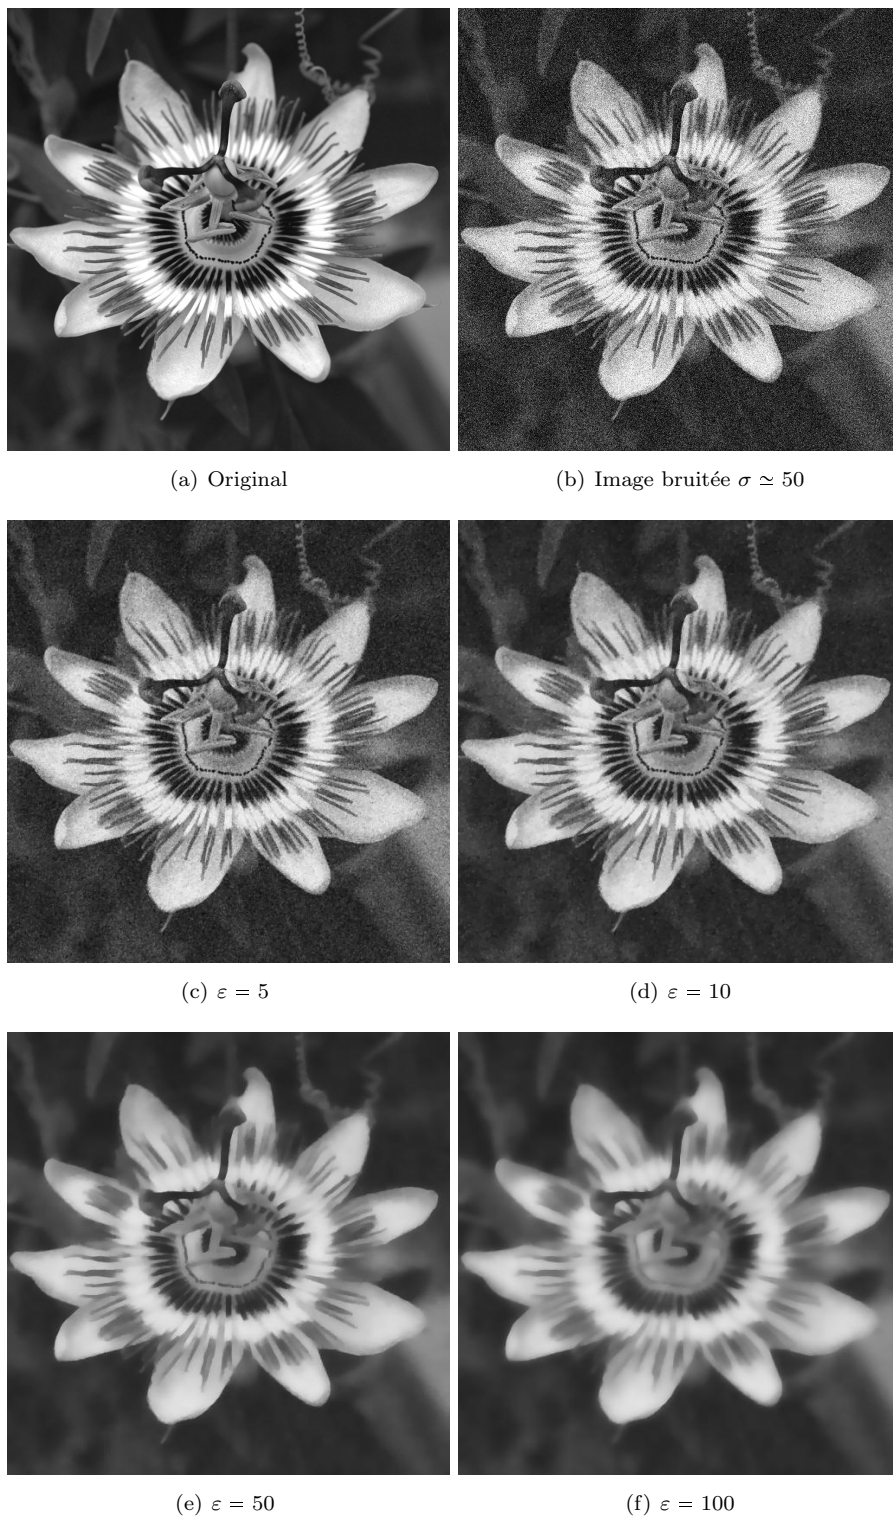 (a) Original
(b) Image bruitée σ ≃ 50
(c) ε = 5
(d) ε = 10
(e) ε = 50
(f) ε = 100